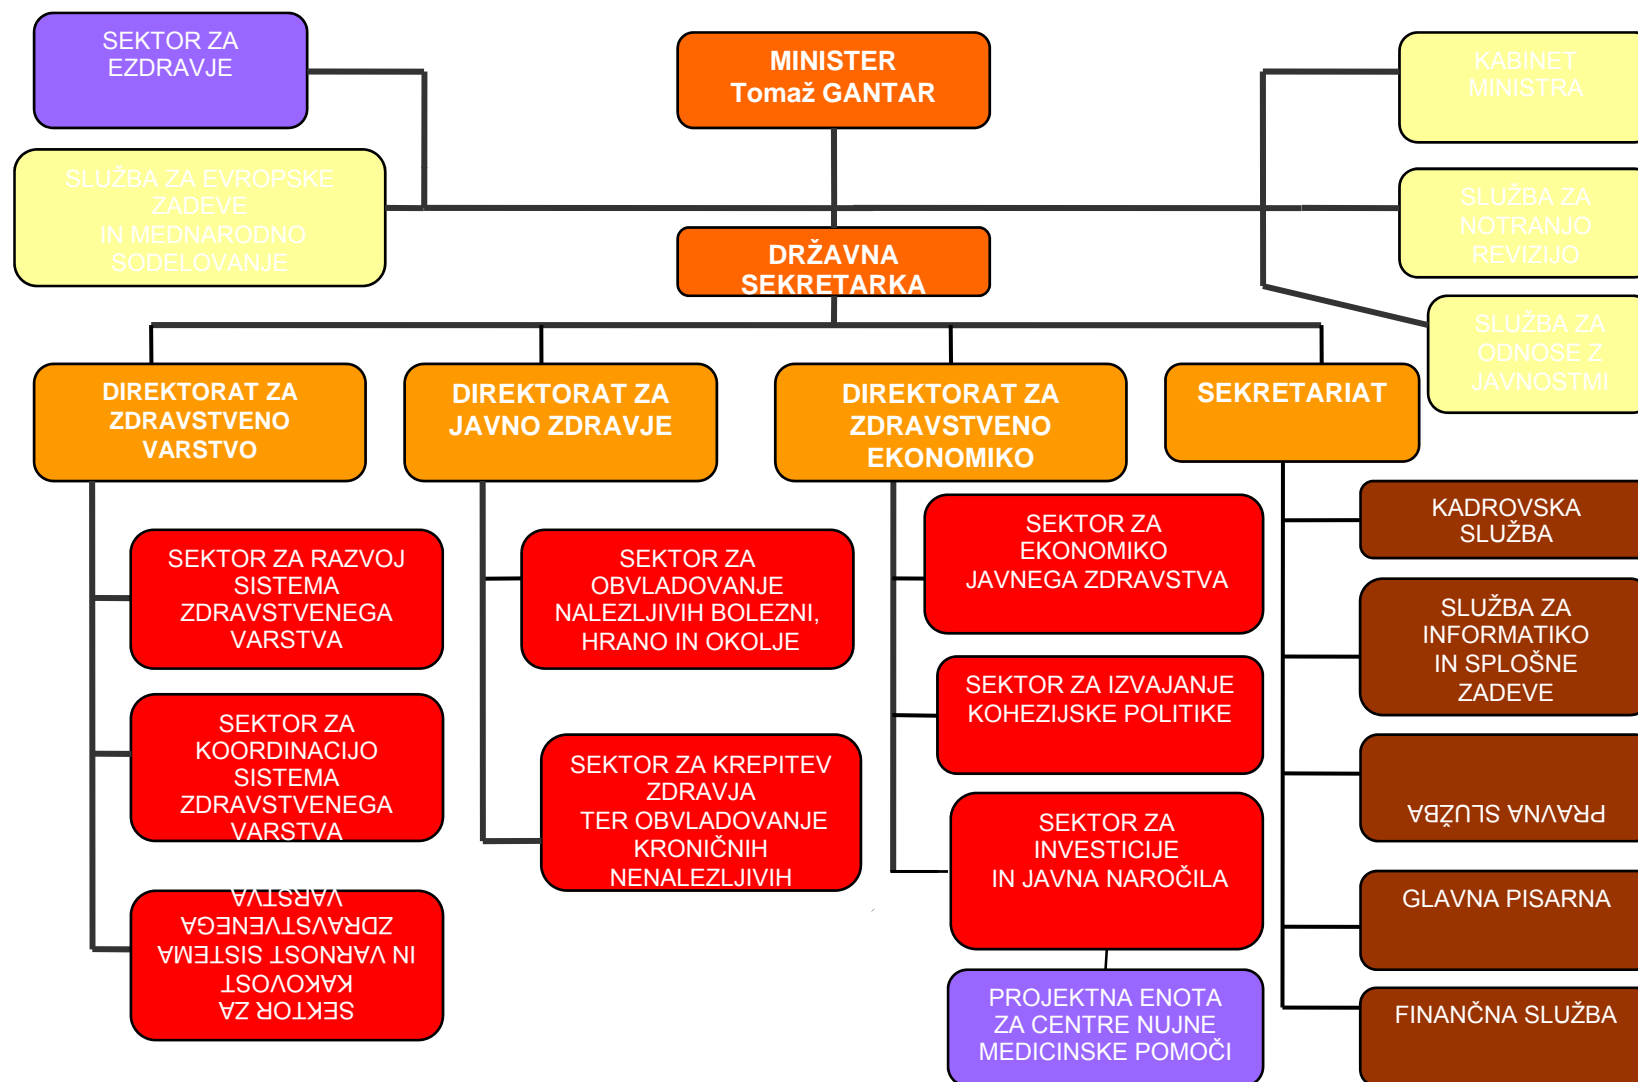 SEKTOR ZA
EZDRAVJE
MINISTER
Tomaž GANTAR
KABINET
MINISTRA
SLUŽBA ZA EVROPSKE
ZADEVE
IN MEDNARODNO
SODELOVANJE
SLUŽBA ZA
NOTRANJO
REVIZIJO
DRŽAVNA
SEKRETARKA
SLUŽBA ZA
ODNOSE Z
JAVNOSTMI
DIREKTORAT ZA
ZDRAVSTVENO
VARSTVO
DIREKTORAT ZA
JAVNO ZDRAVJE
DIREKTORAT ZA
ZDRAVSTVENO
EKONOMIKO
SEKRETARIAT
SEKTOR ZA RAZVOJ
SISTEMA
ZDRAVSTVENEGA
VARSTVA
SEKTOR ZA
KOORDINACIJO
SISTEMA
ZDRAVSTVENEGA
VARSTVA
SEKTOR ZA
KAKOVOST
IN VARNOST SISTEMA
ZDRAVSTVENEGA
VARSTVA
SEKTOR ZA
OBVLADOVANJE
NALEZLJIVIH BOLEZNI,
HRANO IN OKOLJE
SEKTOR ZA KREPITEV
ZDRAVJA
TER OBVLADOVANJE
KRONIČNIH
NENALEZLJIVIH
SEKTOR ZA
EKONOMIKO
JAVNEGA ZDRAVSTVA
SEKTOR ZA IZVAJANJE
KOHEZIJSKE POLITIKE
SEKTOR ZA
INVESTICIJE
IN JAVNA NAROČILA
PROJEKTNA ENOTA
ZA CENTRE NUJNE
MEDICINSKE POMOČI
KADROVSKA
SLUŽBA
SLUŽBA ZA
INFORMATIKO
IN SPLOŠNE
ZADEVE
PRAVNA SLUŽBA
GLAVNA PISARNA
FINANČNA SLUŽBA